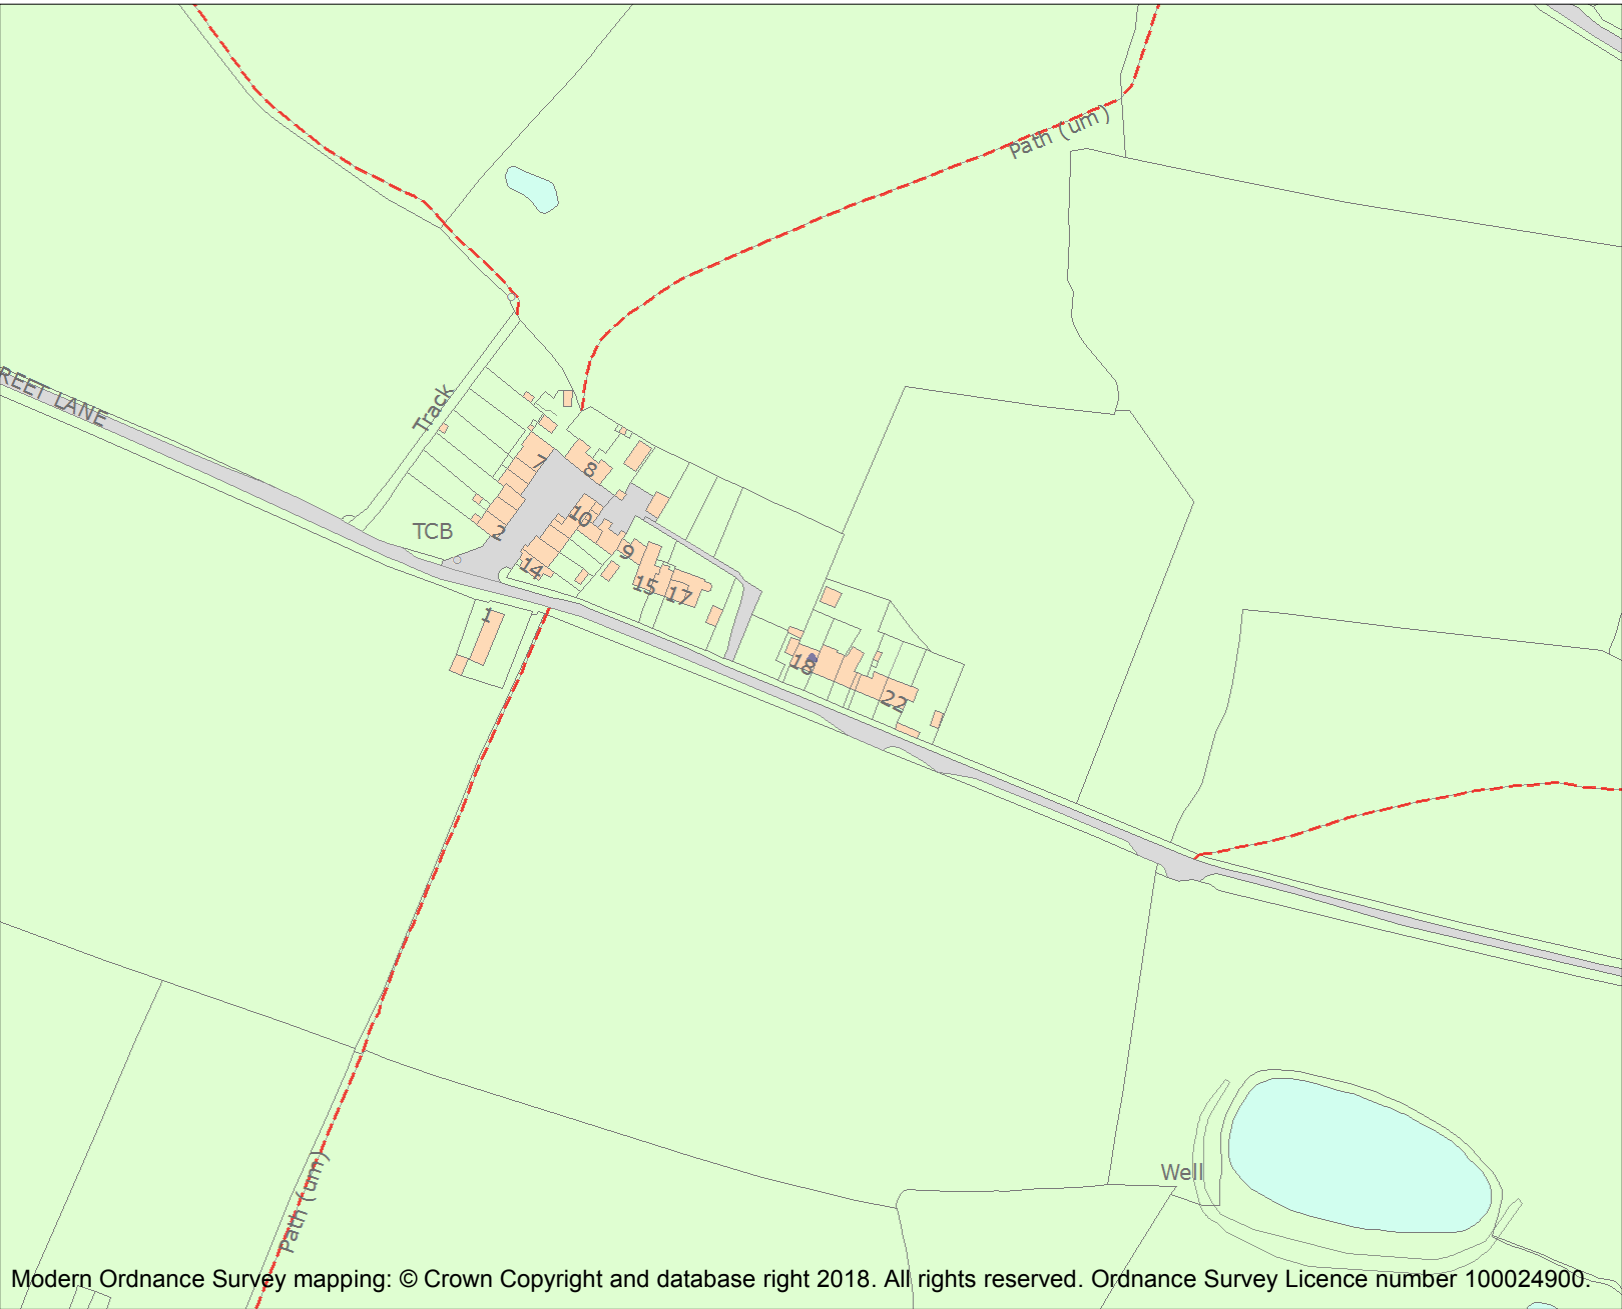 Path (um)
REET LANE
Track
7
8
TCB
10
2
9
14
15
17
1
18
22
Well
Path (um)
Modern Ordnance Survey mapping: © Crown Copyright and database right 2018. All rights reserved. Ordnance Survey Licence number 100024900.